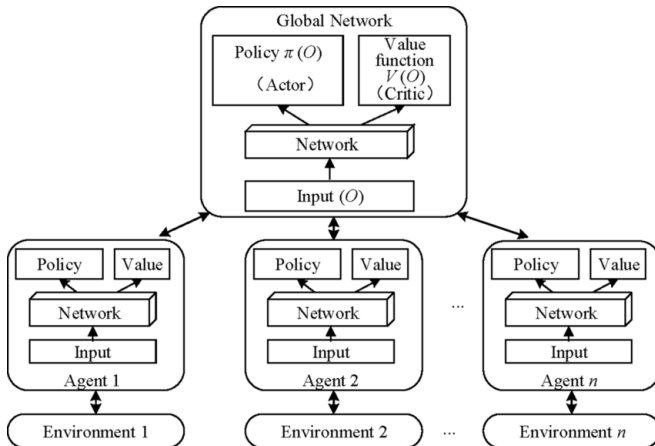 Global Network
Policy π (O)
（Actor）
Value
function
V(O)
（Critic）
Network
Input (O)
Policy
Value
Network
Input
Agent 1
Policy
Value
Network
Input
Agent 2
...
Policy
Value
Network
Input
Agent n
Environment 1
Environment 2
...
Environment n